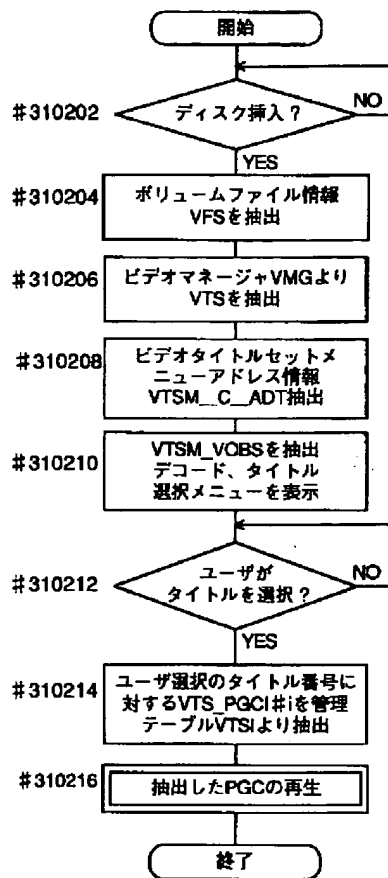 開始
#310202
ディスク挿入?
NO
YES
#310204
ボリュームファイル情報
VFSを抽出
#310206
ビデオマネージャVMGより
VTSを抽出
#310208
ビデオタイトルセットメ
ニューアドレス情報
VTSM__C__ADT抽出
#310210
VTSM_VOBSを抽出
デコード、タイトル
選択メニューを表示
#310212
ユーザが
タイトルを選択?
NO
YES
#310214
ユーザ選択のタイトル番号に
対するVTS_PGCI#iを管理
テーブルVTSIより抽出
#310216
抽出したPGCの再生
終了